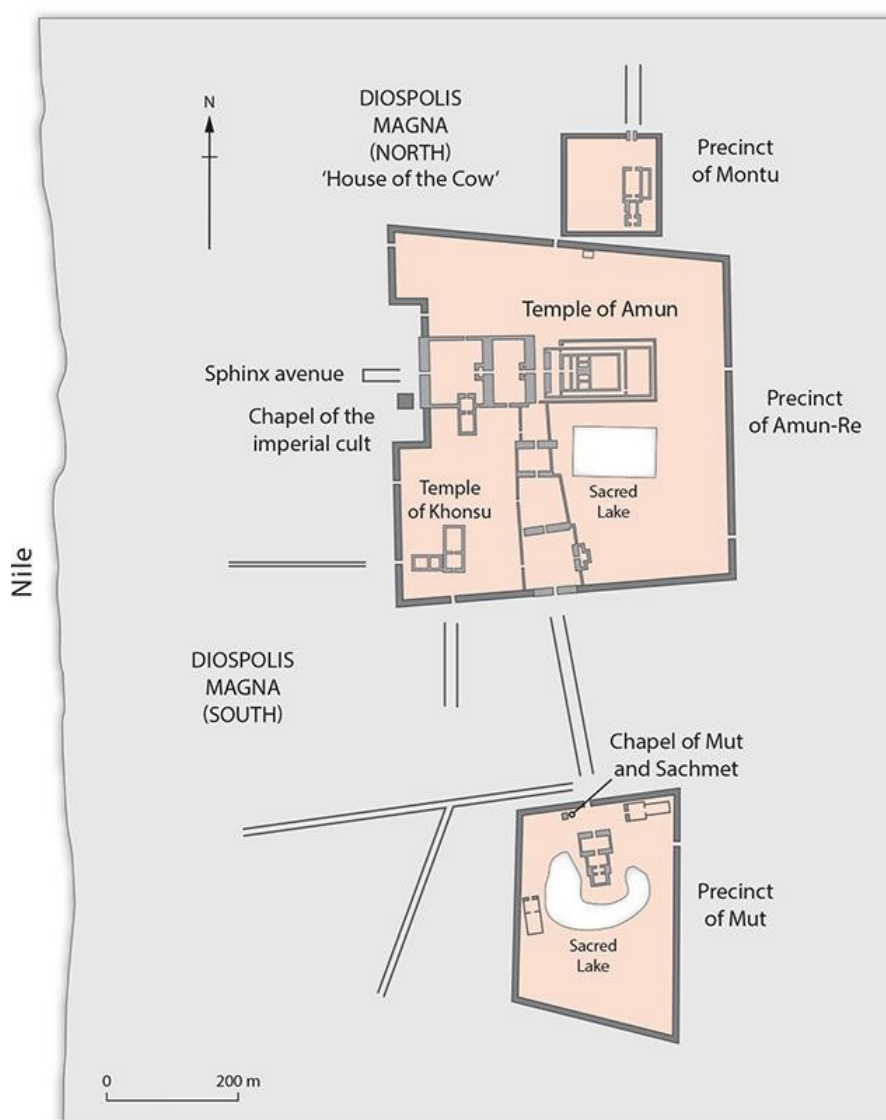 DIOSPOLIS
MAGNA
(NORTH)
'House of the Cow'
N
Precinct
of Montu
Temple of Amun
Sphinx avenue
Chapel of the
imperial cult
Precinct
of Amun-Re
Temple
of Khonsu
Sacred
Lake
Nile
DIOSPOLIS
MAGNA
(SOUTH)
Chapel of Mut
and Sachmet
Precinct
of Mut
Sacred
Lake
0 200 m